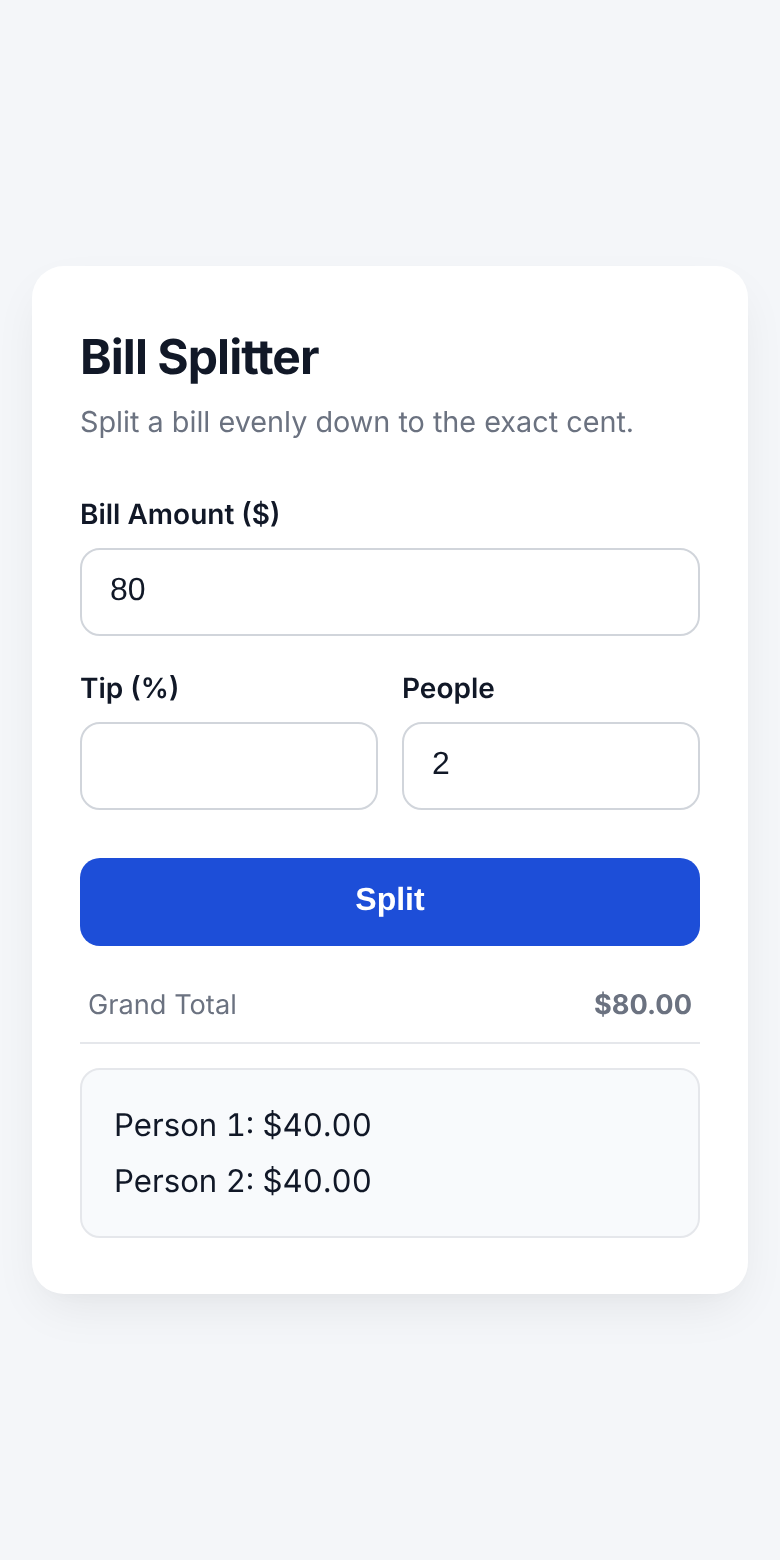 Bill Splitter
Split a bill evenly down to the exact cent.
Bill Amount ($)
80
Tip (%) People
2
Split
Grand Total $80.00
Person 1: $40.00
Person 2: $40.00